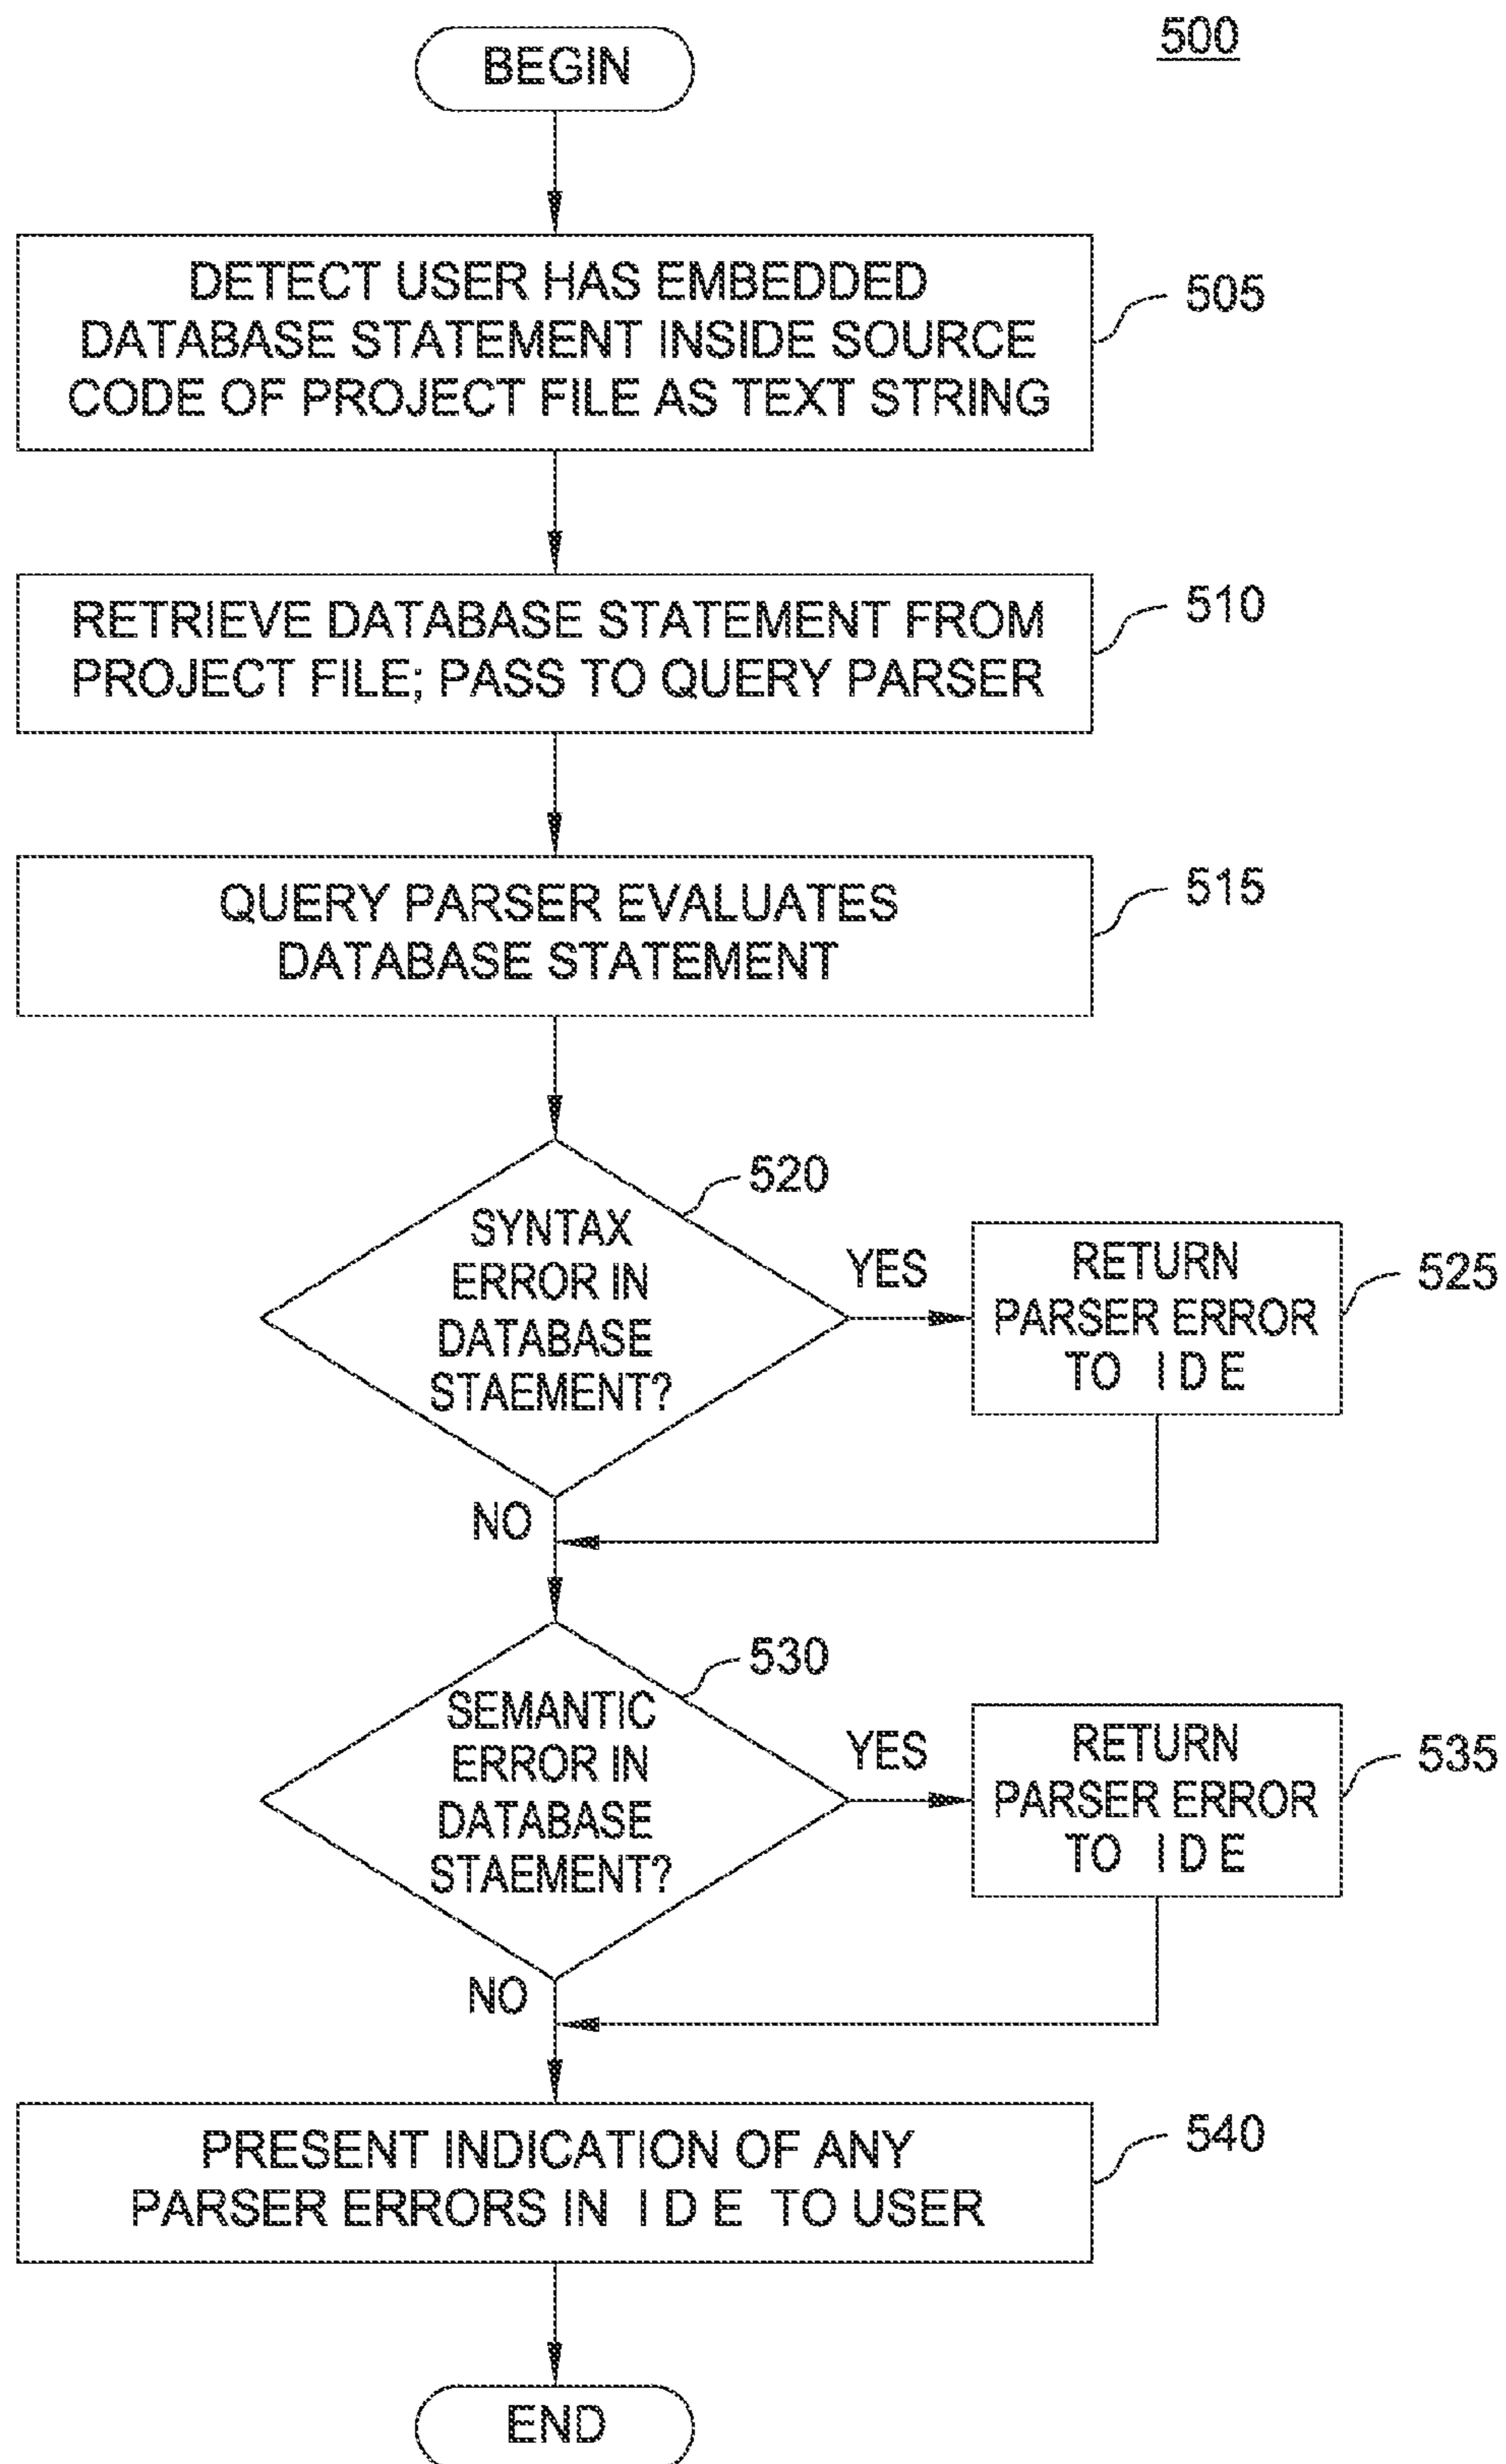 500
BEGIN
DETECT USER HAS EMBEDDED
DATABASE STATEMENT INSIDE SOURCE
CODE OF PROJECT FILE AS TEXT STRING
505
RETRIEVE DATABASE STATEMENT FROM
PROJECT FILE; PASS TO QUERY PARSER
510
QUERY PARSER EVALUATES
DATABASE STATEMENT
515
520
SYNTAX
ERROR IN
DATABASE
STAEMENT?
YES
RETURN
PARSER ERROR
TO I D E
525
NO
530
SEMANTIC
ERROR IN
DATABASE
STAEMENT?
YES
RETURN
PARSER ERROR
TO I D E
535
NO
PRESENT INDICATION OF ANY
PARSER ERRORS IN I D E TO USER
540
END